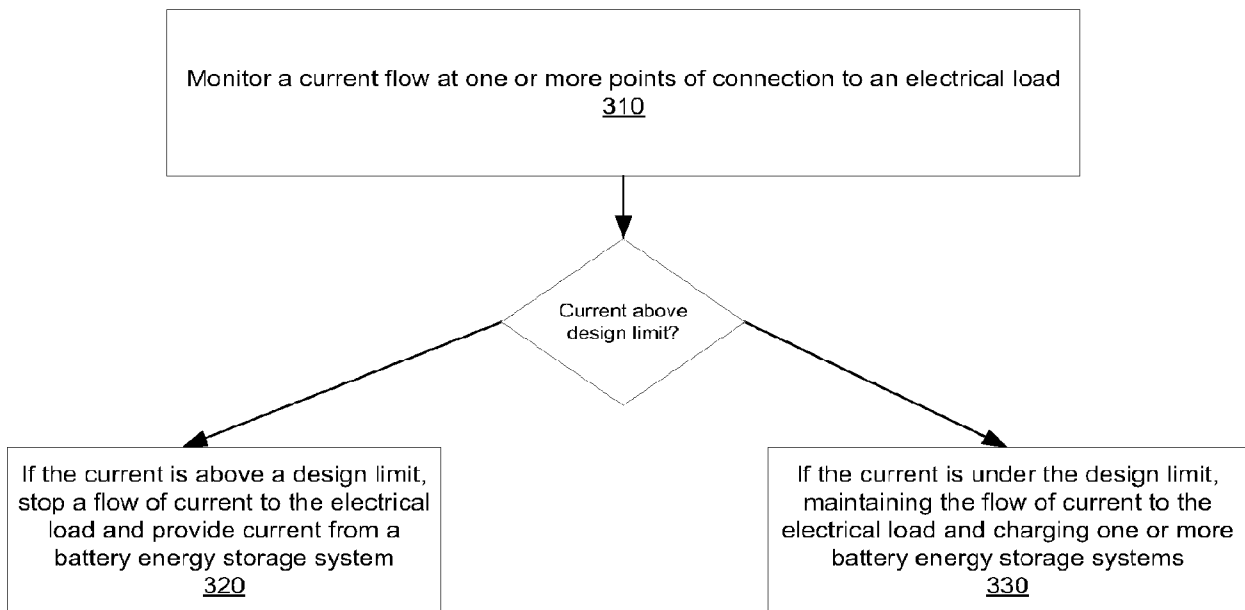 Monitor a current flow at one or more points of connection to an electrical load
310
Current above
design limit?
If the current is above a design limit,
stop a flow of current to the electrical
load and provide current from a
battery energy storage system
320
If the current is under the design limit,
maintaining the flow of current to the
electrical load and charging one or more
battery energy storage systems
330